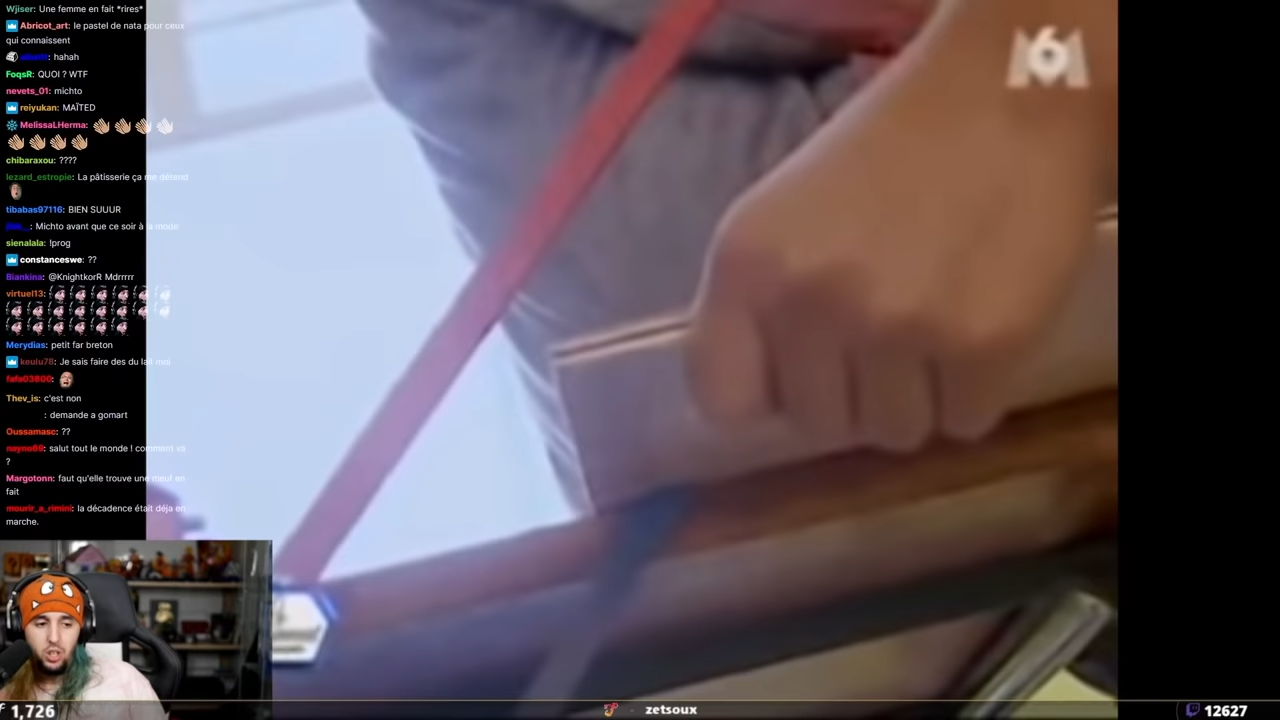 Wjiser: Une femme en fait *rires*
Abricot_art: le pastel de nata pour ceux
qui connaissent
: hahah
FoqsR: QUOI ? WTF
nevets_01: michto
reiyukan: MAÎTED
MelissaLHerma:
chibaraxou: ????
lezard_estropie: La pâtisserie ça me détend
tibabas97116: BIEN SUUUR
: Michto avant que ce soir à la mode
sienalala: !prog
constanceswe: ??
Biankina: @KnightkorR Mdrrrrr
virtuel13:
Merydias: petit far breton
keulu78: Je sais faire des du lait moi
fafa03800:
Thev_is: c'est non
: demande a gomart
Oussamasc: ??
nayno69: salut tout le monde ! comment va
?
Margotonn: faut qu'elle trouve une meuf en
fait
mourir_a_rimini: la décadence était déja en
marche.
M6
1,726
zetsoux
12627